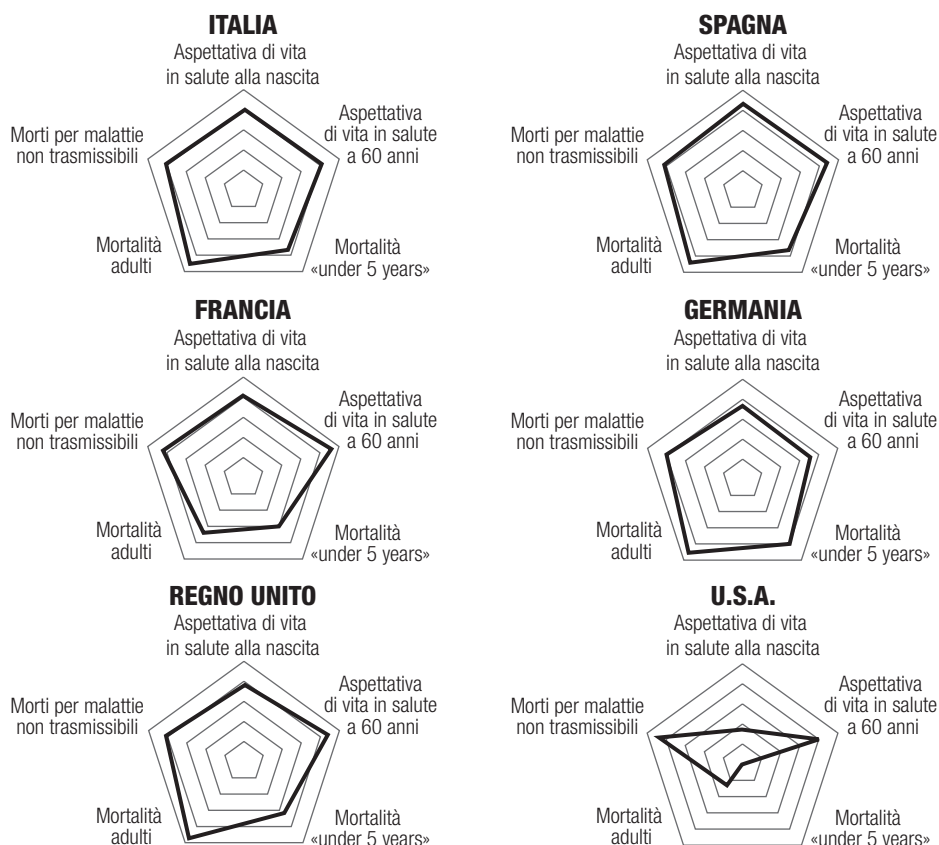 ITALIA
Aspettativa di vita
in salute alla nascita
Aspettativa
di vita in salute
a 60 anni
Morti per malattie
non trasmissibili
Mortalità
adulti
Mortalità
«under 5 years»
SPAGNA
Aspettativa di vita
in salute alla nascita
Aspettativa
di vita in salute
a 60 anni
Morti per malattie
non trasmissibili
Mortalità
adulti
Mortalità
«under 5 years»
FRANCIA
Aspettativa di vita
in salute alla nascita
Aspettativa
di vita in salute
a 60 anni
Morti per malattie
non trasmissibili
Mortalità
adulti
Mortalità
«under 5 years»
GERMANIA
Aspettativa di vita
in salute alla nascita
Aspettativa
di vita in salute
a 60 anni
Morti per malattie
non trasmissibili
Mortalità
adulti
Mortalità
«under 5 years»
REGNO UNITO
Aspettativa di vita
in salute alla nascita
Aspettativa
di vita in salute
a 60 anni
Morti per malattie
non trasmissibili
Mortalità
adulti
Mortalità
«under 5 years»
U.S.A.
Aspettativa di vita
in salute alla nascita
Aspettativa
di vita in salute
a 60 anni
Morti per malattie
non trasmissibili
Mortalità
adulti
Mortalità
«under 5 years»